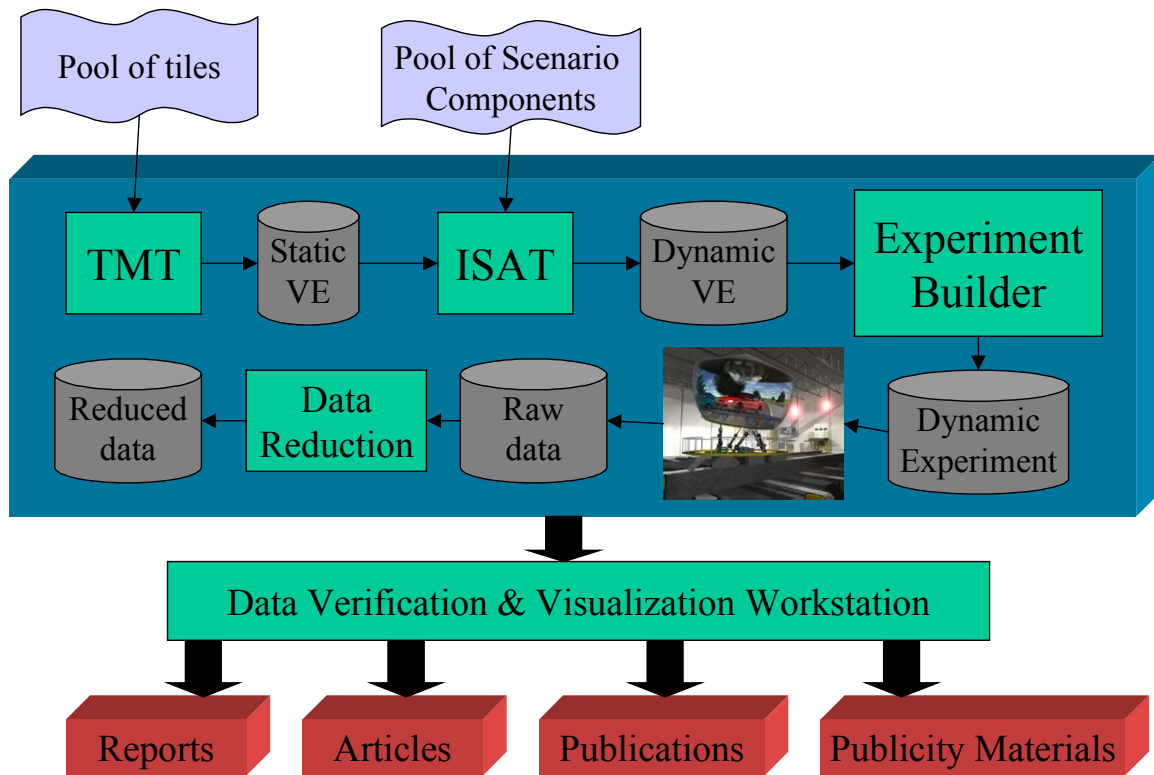 Pool of tiles
Pool of Scenario
Components
TMT
Static
VE
ISAT
Dynamic
VE
Experiment
Builder
Reduced
data
Data
Reduction
Raw
data
Dynamic
Experiment
Data Verification & Visualization Workstation
Reports
Articles
Publications
Publicity Materials